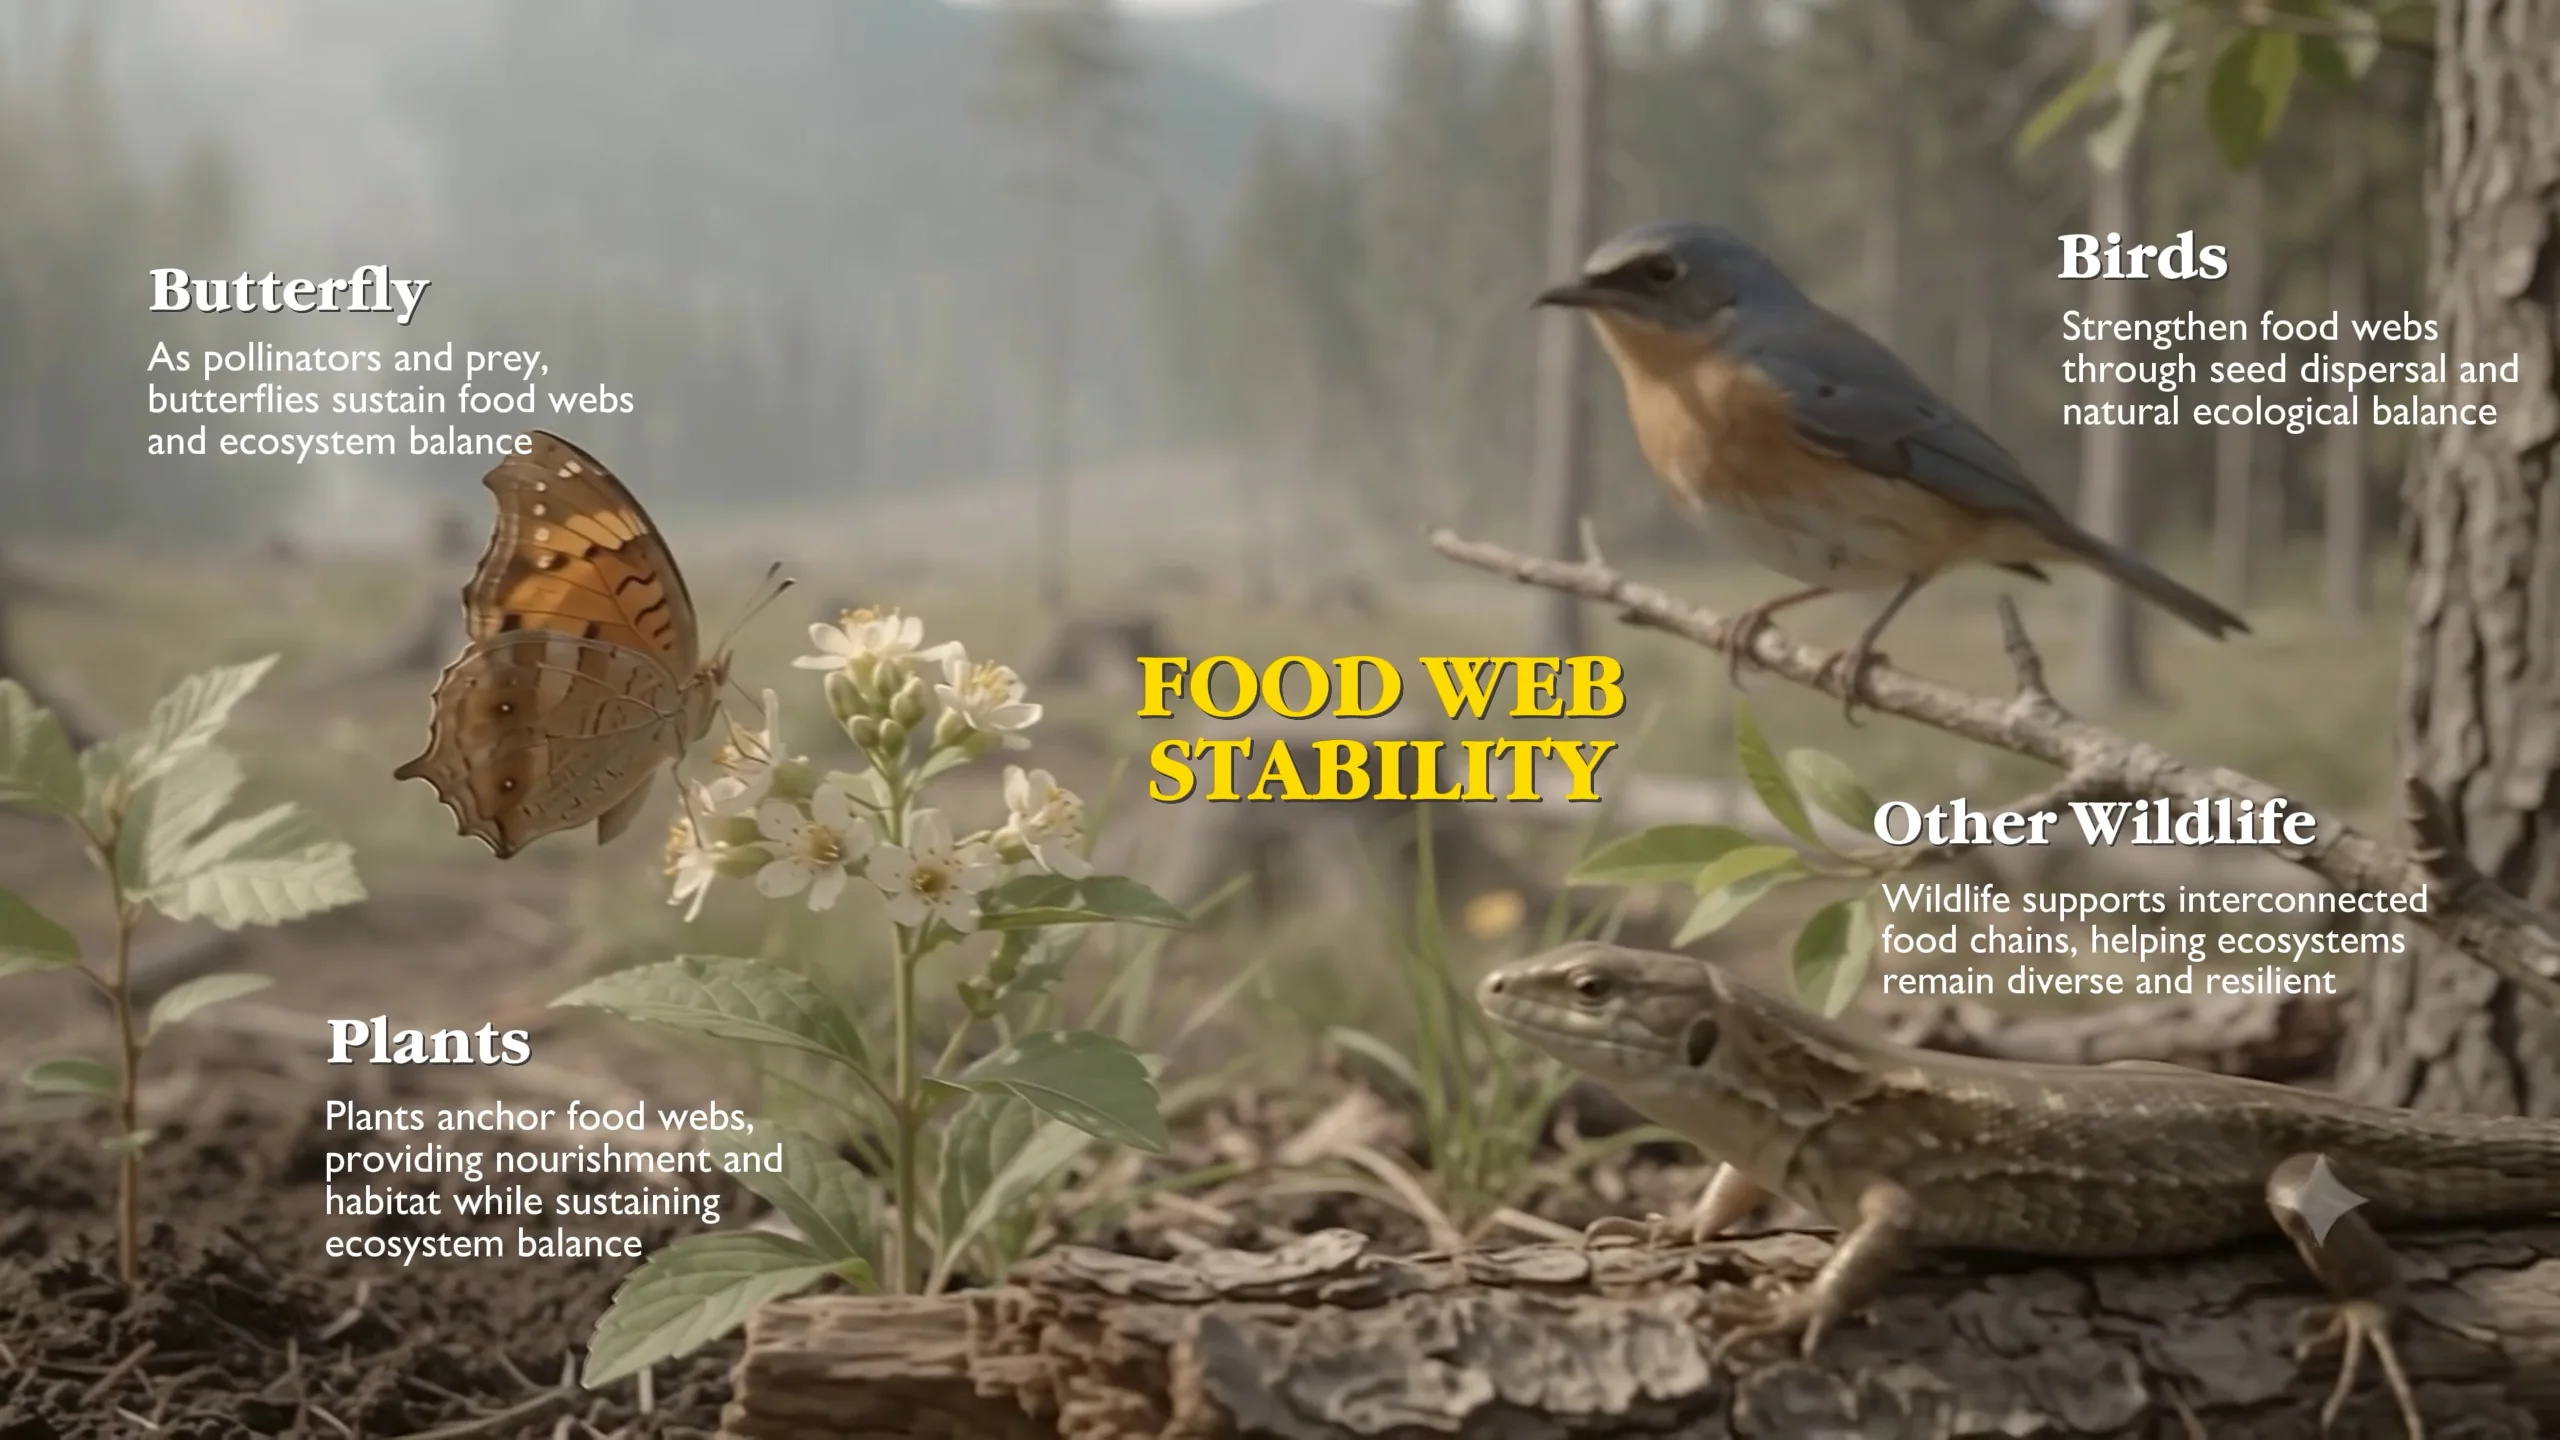 Butterfly
As pollinators and prey,
butterflies sustain food webs
and ecosystem balance
Birds
Strengthen food webs
through seed dispersal and
natural ecological balance
FOOD WEB
STABILITY
Other Wildlife
Wildlife supports interconnected
food chains, helping ecosystems
remain diverse and resilient
Plants
Plants anchor food webs,
providing nourishment and
habitat while sustaining
ecosystem balance